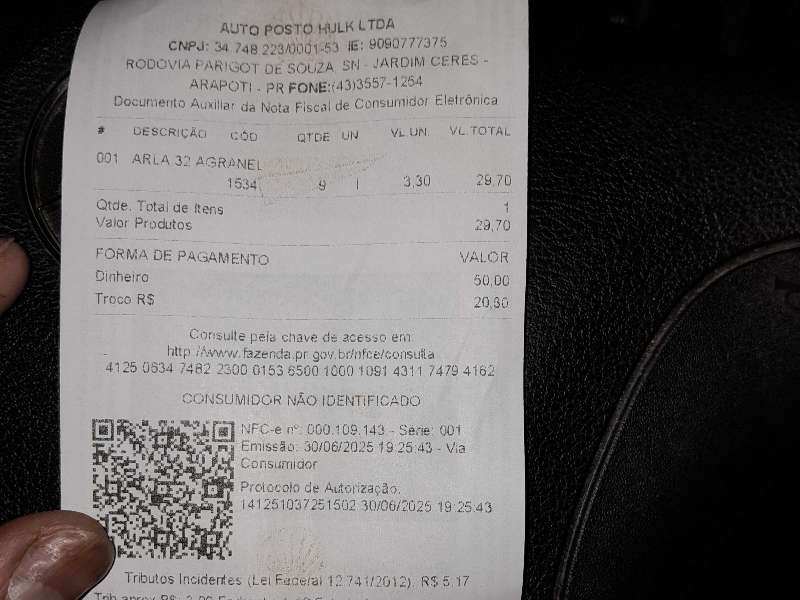 AUTO POSTO HULK LTDA
CNPJ: 34.748.223/0001-53 IE: 9090777375
RODOVIA PARIGOT DE SOUZA, SN - JARDIM CERES -
ARAPOTI - PR FONE:(43)3557-1254
Documento Auxiliar da Nota Fiscal de Consumidor Eletrônica
# DESCRIÇÃO CÓD QTDE UN VL.UN. VL.TOTAL
001 ARLA 32 AGRANEL
1534 9 l 3,30 29,70
Qtde. Total de Itens 1
Valor Produtos 29,70
FORMA DE PAGAMENTO VALOR
Dinheiro 50,00
Troco R$ 20,30
Consulte pela chave de acesso em:
http://www.fazenda.pr.gov.br/nfce/consulta
4125 0634 7482 2300 0153 6500 1000 1091 4311 7479 4162
CONSUMIDOR NÃO IDENTIFICADO
NFC-e nº: 000.109.143 - Série: 001
Emissão: 30/06/2025 19:25:43 - Via
Consumidor
Protocolo de Autorização:
141251037251502 30/06/2025 19:25:43
Tributos Incidentes (Lei Federal 12.741/2012): R$ 5,17
Trib aprox R$: